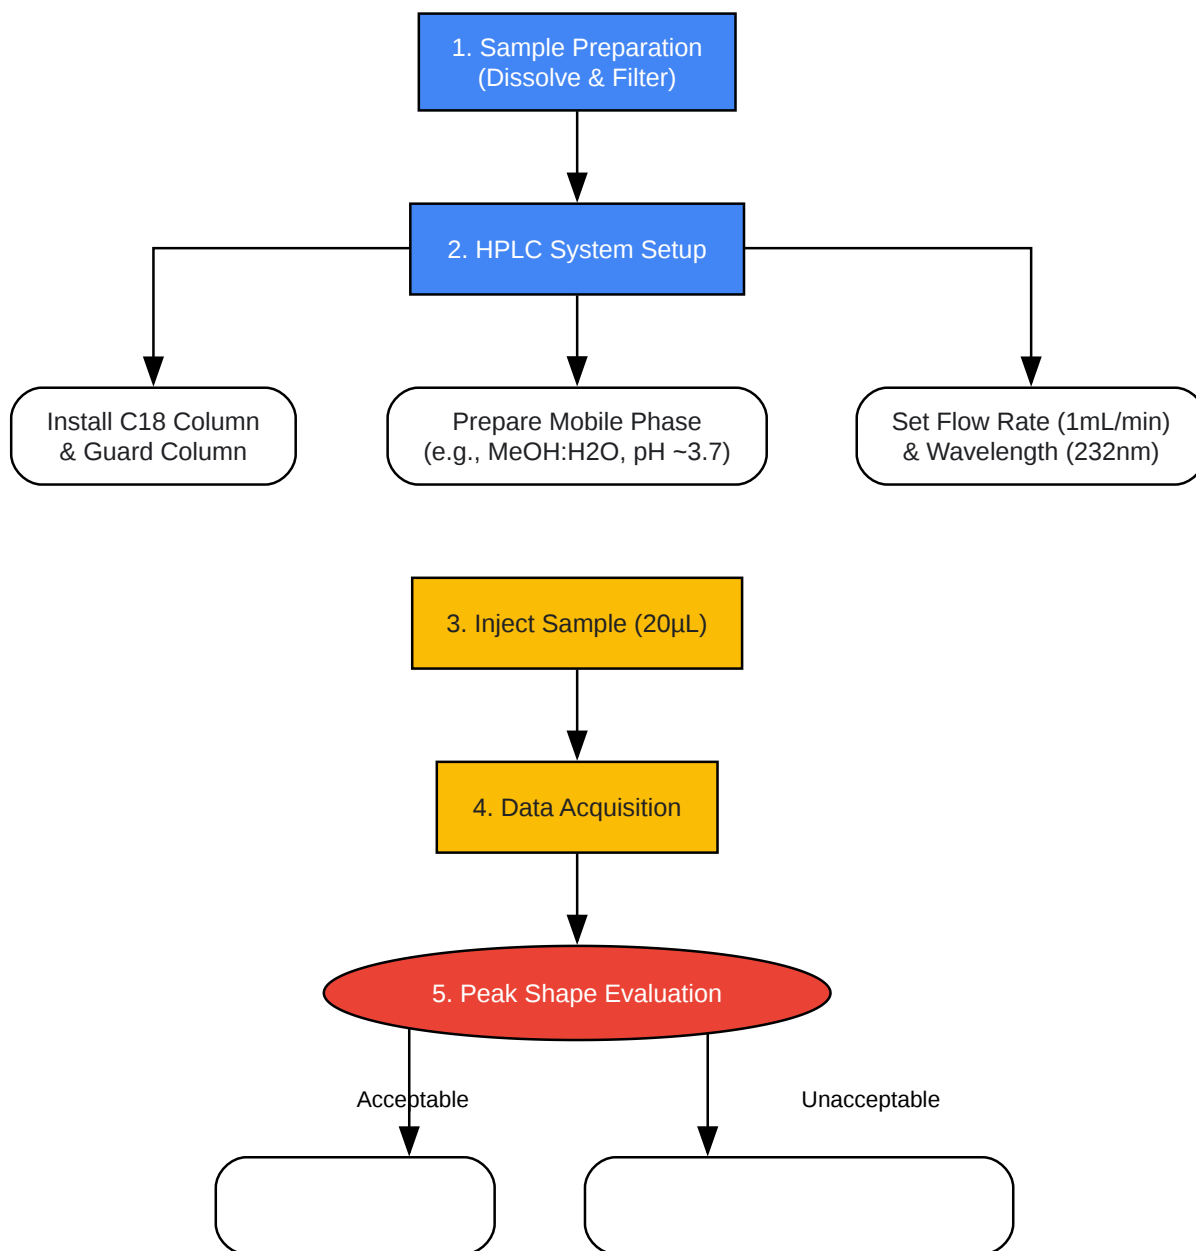 1. Sample Preparation
(Dissolve & Filter)
2. HPLC System Setup
Install C18 Column
& Guard Column
Prepare Mobile Phase
(e.g., MeOH:H2O, pH ~3.7)
Set Flow Rate (1mL/min)
& Wavelength (232nm)
3. Inject Sample (20µL)
4. Data Acquisition
5. Peak Shape Evaluation
Acceptable
Unacceptable